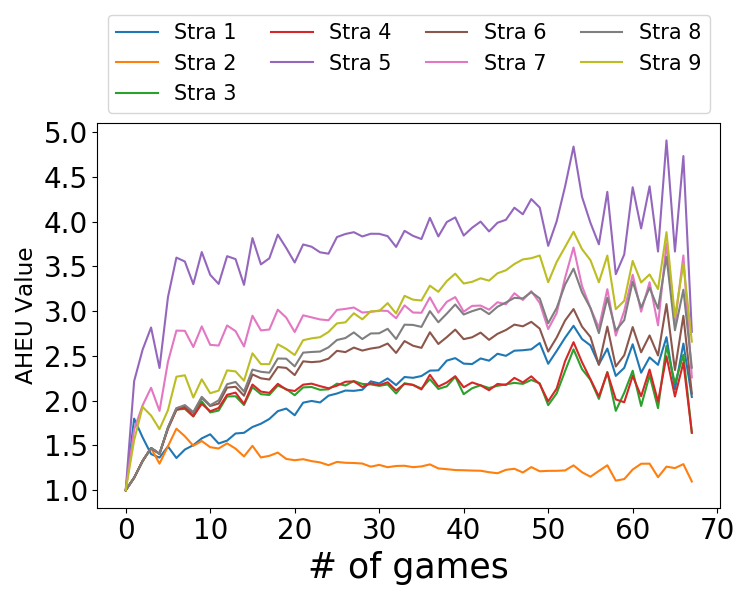 Stra 1 Stra 4 Stra 6 Stra 8
Stra 2 Stra 5 Stra 7 Stra 9
Stra 3
5.0
4.5
4.0
3.5
3.0
2.5
2.0
1.5
1.0
AHEU Value
0 10 20 30 40 50 60 70
# of games